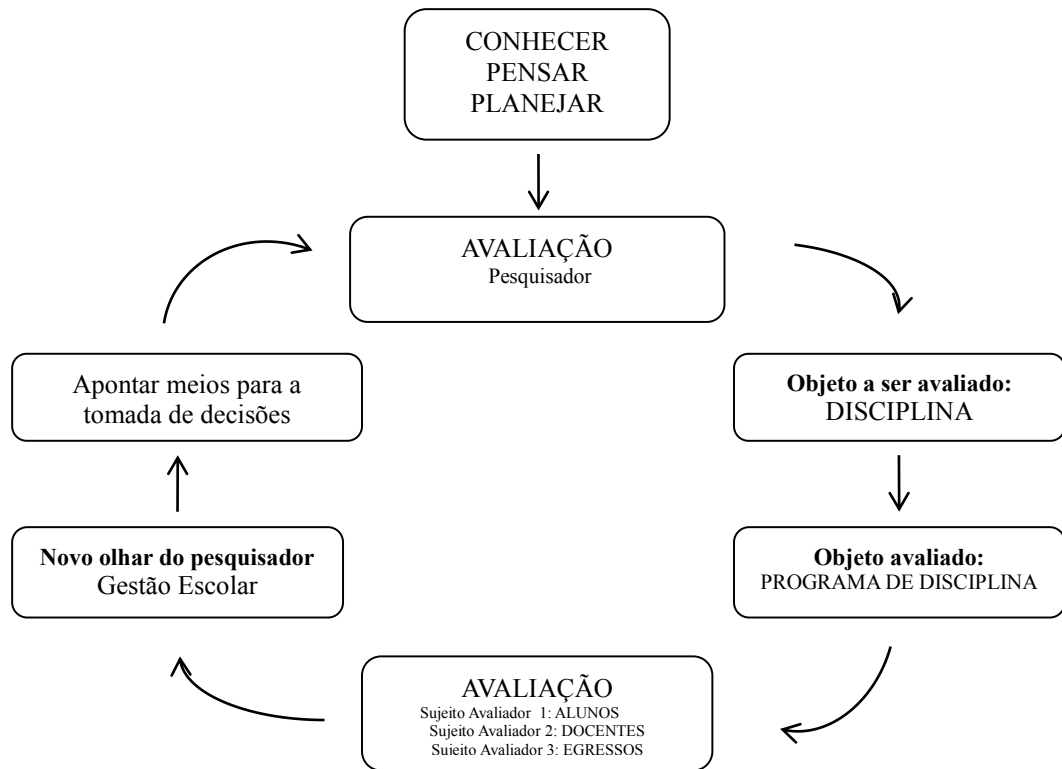 CONHECER
PENSAR
PLANEJAR
AVALIAÇÃO
Pesquisador
Objeto a ser avaliado:
DISCIPLINA
Objeto avaliado:
PROGRAMA DE DISCIPLINA
AVALIAÇÃO
Sujeito Avaliador 1: ALUNOS
Sujeito Avaliador 2: DOCENTES
Sujeito Avaliador 3: EGRESSOS
Novo olhar do pesquisador
Gestão Escolar
Apontar meios para a
tomada de decisões